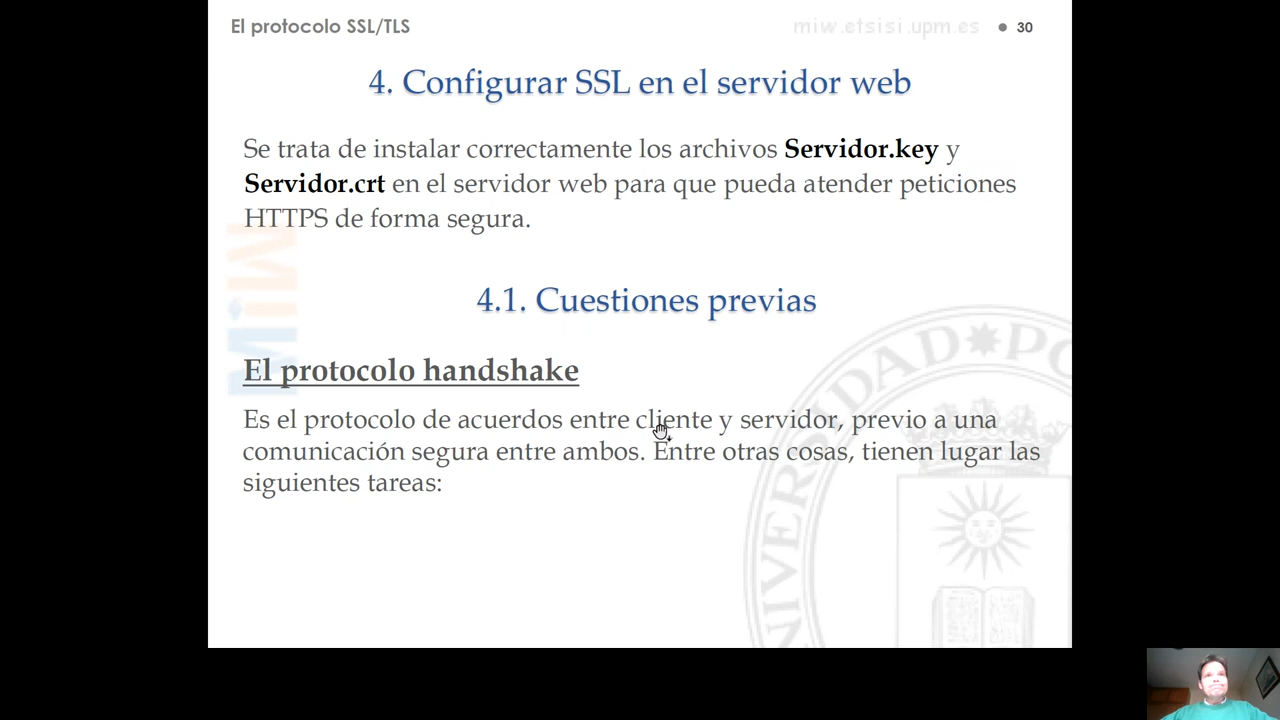 El protocolo SSL/TLS
miw.etsisi.upm.es
30
4. Configurar SSL en el servidor web
Se trata de instalar correctamente los archivos Servidor.key y
Servidor.crt en el servidor web para que pueda atender peticiones
HTTPS de forma segura.
MiW
4.1. Cuestiones previas
El protocolo handshake
Es el protocolo de acuerdos entre cliente y servidor, previo a una
comunicación segura entre ambos. Entre otras cosas, tienen lugar las
siguientes tareas:
UNIVERSIDAD PO